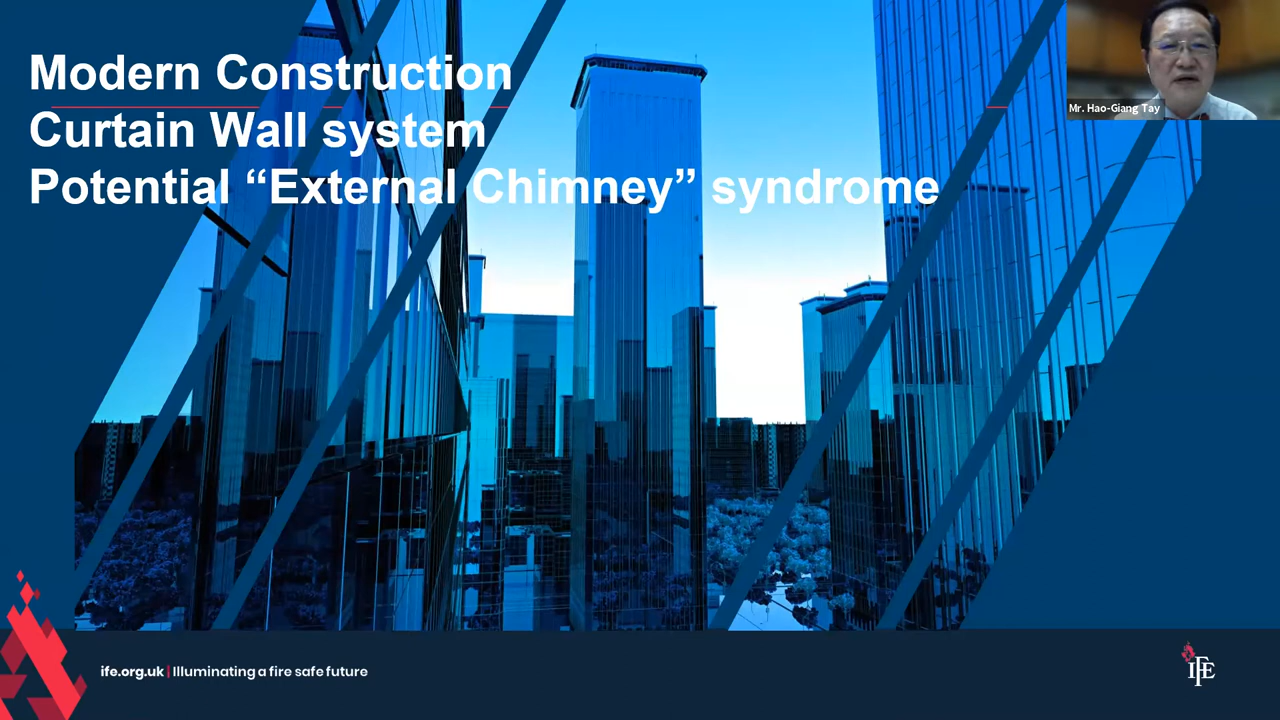 Modern Construction
Curtain Wall system
Potential “External Chimney” syndrome
Mr. Hao-Giang Tay
ife.org.uk | Illuminating a fire safe future
IFE